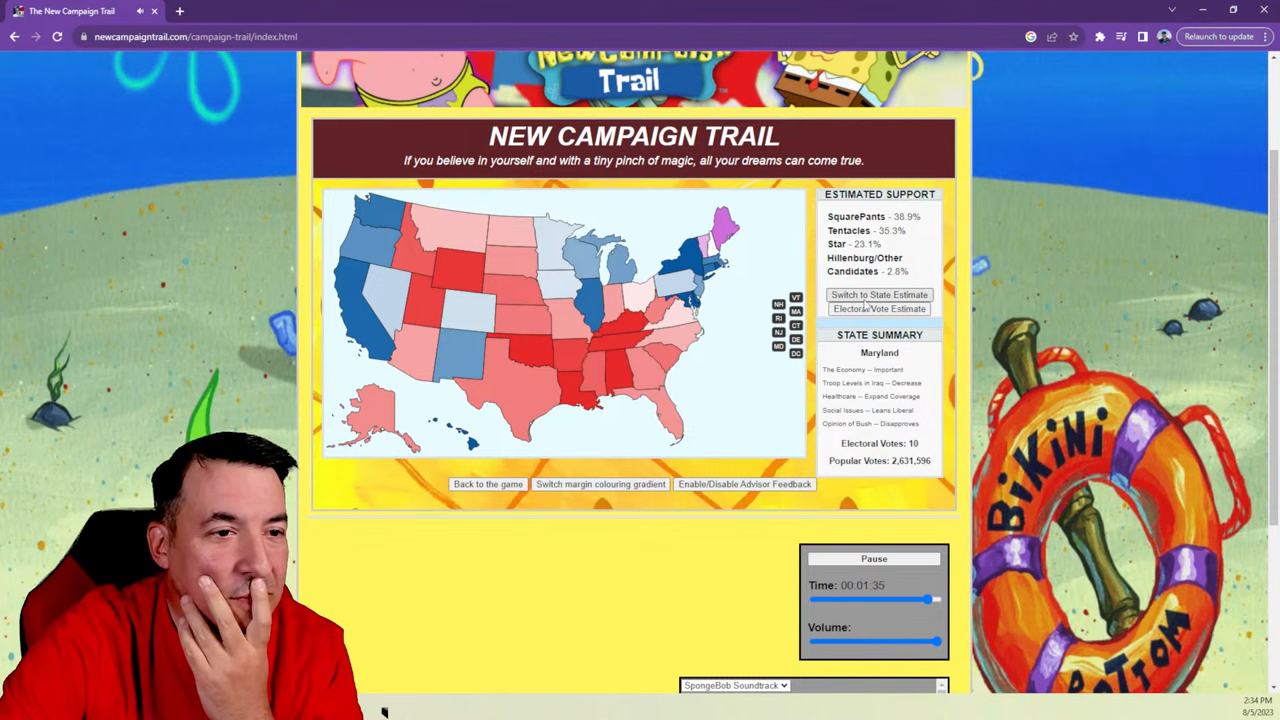 The New Campaign Trail
newcampaigntrail.com/campaign-trail/index.html
Relaunch to update
Trail
NEW CAMPAIGN TRAIL
If you believe in yourself and with a tiny pinch of magic, all your dreams can come true.
ESTIMATED SUPPORT
SquarePants - 38.9%
Tentacles - 35.3%
Star - 23.1%
Hillenburg/Other
Candidates - 2.8%
Switch to State Estimate
Electoral Vote Estimate
STATE SUMMARY
Maryland
The Economy -- Important
Troop Levels in Iraq -- Decrease
Healthcare -- Expand Coverage
Social Issues -- Leans Liberal
Opinion of Bush -- Disapproves
Electoral Votes: 10
Popular Votes: 2,631,596
VT
NH
MA
RI
CT
NJ
DE
MD
DC
Back to the game
Switch margin colouring gradient
Enable/Disable Advisor Feedback
Pause
Time: 00:01:35
Volume:
SpongeBob Soundtrack
BIKINI
BOTTOM
2:34 PM
8/5/2023